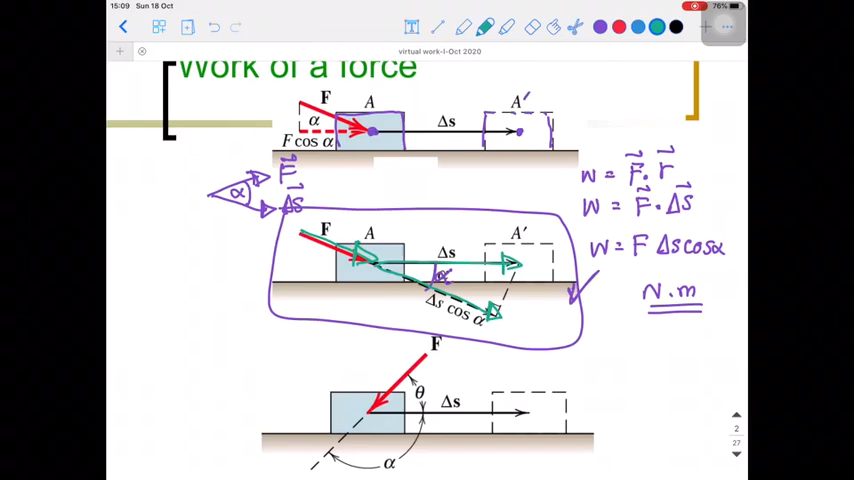 15:09 Sun 18 Oct
76%
virtual work-I-Oct 2020
Work of a force
F
A
A′
α
Δs
F cos α
F
α
Δs
W = F · r
W = F · Δs
W = F Δs cos α
N.m
F
A
Δs
A′
α
Δs cos α
F
θ
Δs
α
2
27